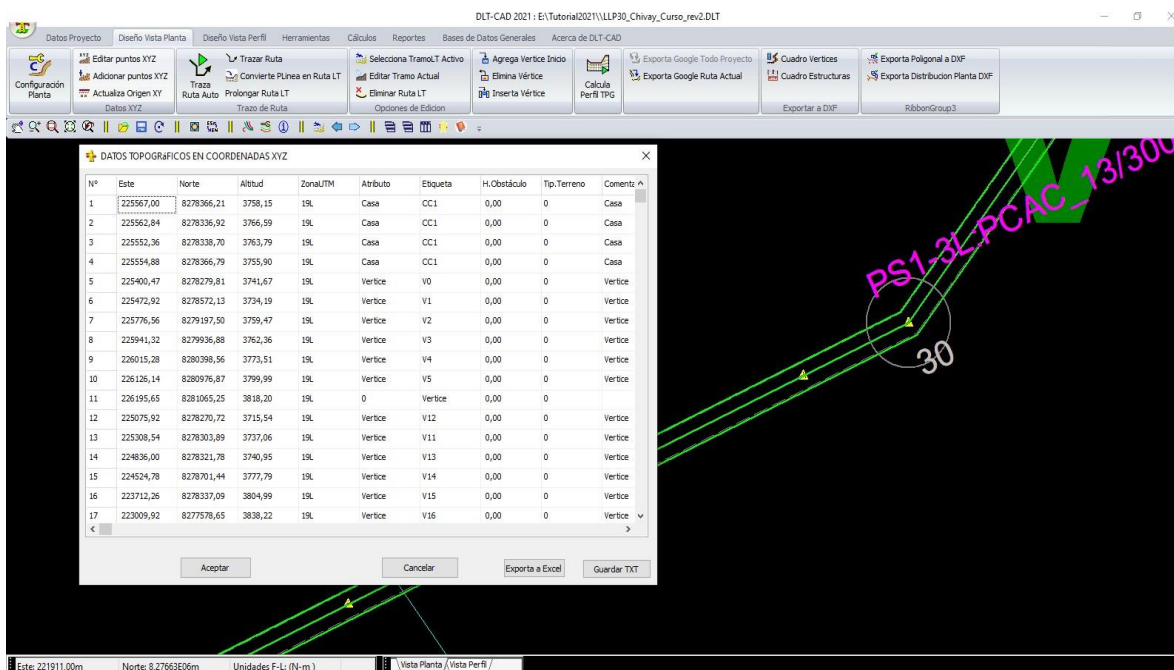 DLT-CAD 2021 : E:\Tutorial2021\\LLP30_Chivay_Curso_rev2.DLT
Datos Proyecto Diseño Vista Planta Diseño Vista Perfil Herramientas Cálculos Reportes Bases de Datos Generales Acerca de DLT-CAD
Editar puntos XYZ Trazar Ruta Selecciona TramoLT Activo Agrega Vertice Inicio Exporta Google Todo Proyecto Cuadro Vertices Exporta Poligonal a DXF
Adicionar puntos XYZ Convierte PLinea en Ruta LT Editar Tramo Actual Elimina Vértice Exporta Google Ruta Actual Cuadro Estructuras Exporta Distribucion Planta DXF
Configuración Planta Actualiza Origen XY Traza Ruta Auto Prolongar Ruta LT Eliminar Ruta LT Inserta Vértice Calcula Perfil TPG
Datos XYZ Trazo de Ruta Opciones de Edicion Exportar a DXF RibbonGroup3
DATOS TOPOGRáFICOS EN COORDENADAS XYZ
Nº Este Norte Altitud ZonaUTM Atributo Etiqueta H.Obstáculo Tip.Terreno Comenta
1 225567,00 8278366,21 3758,15 19L Casa CC1 0,00 0 Casa
2 225562,84 8278336,92 3766,59 19L Casa CC1 0,00 0 Casa
3 225552,36 8278338,70 3763,79 19L Casa CC1 0,00 0 Casa
4 225554,88 8278366,79 3755,90 19L Casa CC1 0,00 0 Casa
5 225400,47 8278279,81 3741,67 19L Vertice V0 0,00 0 Vertice
6 225472,92 8278572,13 3734,19 19L Vertice V1 0,00 0 Vertice
7 225776,56 8279197,50 3759,47 19L Vertice V2 0,00 0 Vertice
8 225941,32 8279936,88 3762,36 19L Vertice V3 0,00 0 Vertice
9 226015,28 8280398,56 3773,51 19L Vertice V4 0,00 0 Vertice
10 226126,14 8280976,87 3799,99 19L Vertice V5 0,00 0 Vertice
11 226195,65 8281065,25 3818,20 19L 0 Vertice 0,00 0
12 225075,92 8278270,72 3715,54 19L Vertice V12 0,00 0 Vertice
13 225308,54 8278303,89 3737,06 19L Vertice V11 0,00 0 Vertice
14 224836,00 8278321,78 3740,95 19L Vertice V13 0,00 0 Vertice
15 224524,78 8278701,44 3777,79 19L Vertice V14 0,00 0 Vertice
16 223712,26 8278337,09 3804,99 19L Vertice V15 0,00 0 Vertice
17 223009,92 8277578,65 3838,22 19L Vertice V16 0,00 0 Vertice
Aceptar Cancelar Exporta a Excel Guardar TXT
PS1-3L.PCAC_13/300
V
30
Este: 221911.00m Norte: 8.27663E06m Unidades F-L: (N-m ) Vista Planta Vista Perfil